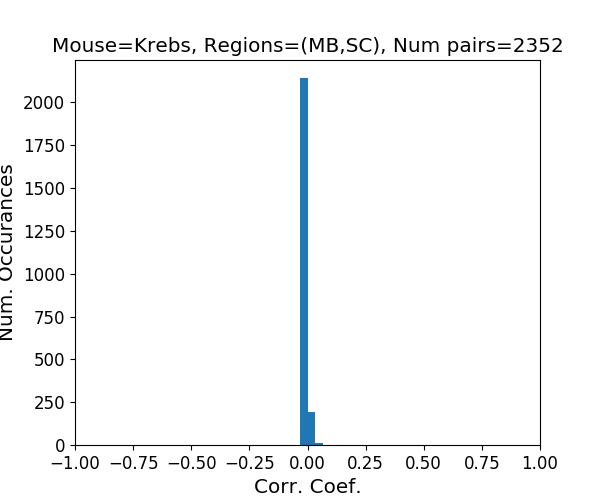 Mouse=Krebs, Regions=(MB,SC), Num pairs=2352
Num. Occurances
2000
1750
1500
1250
1000
750
500
250
0
−1.00 −0.75 −0.50 −0.25 0.00 0.25 0.50 0.75 1.00
Corr. Coef.